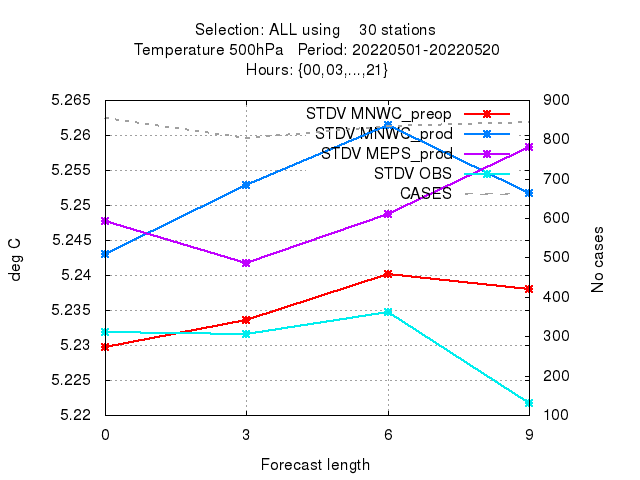 Selection: ALL using    30 stations
Temperature 500hPa   Period: 20220501-20220520
Hours: {00,03,...,21}
STDV MNWC_preop
STDV MNWC_prod
STDV MEPS_prod
STDV OBS
CASES
5.265
5.26
5.255
5.25
5.245
5.24
5.235
5.23
5.225
5.22
deg C
900
800
700
600
500
400
300
200
100
No cases
0 3 6 9
Forecast length